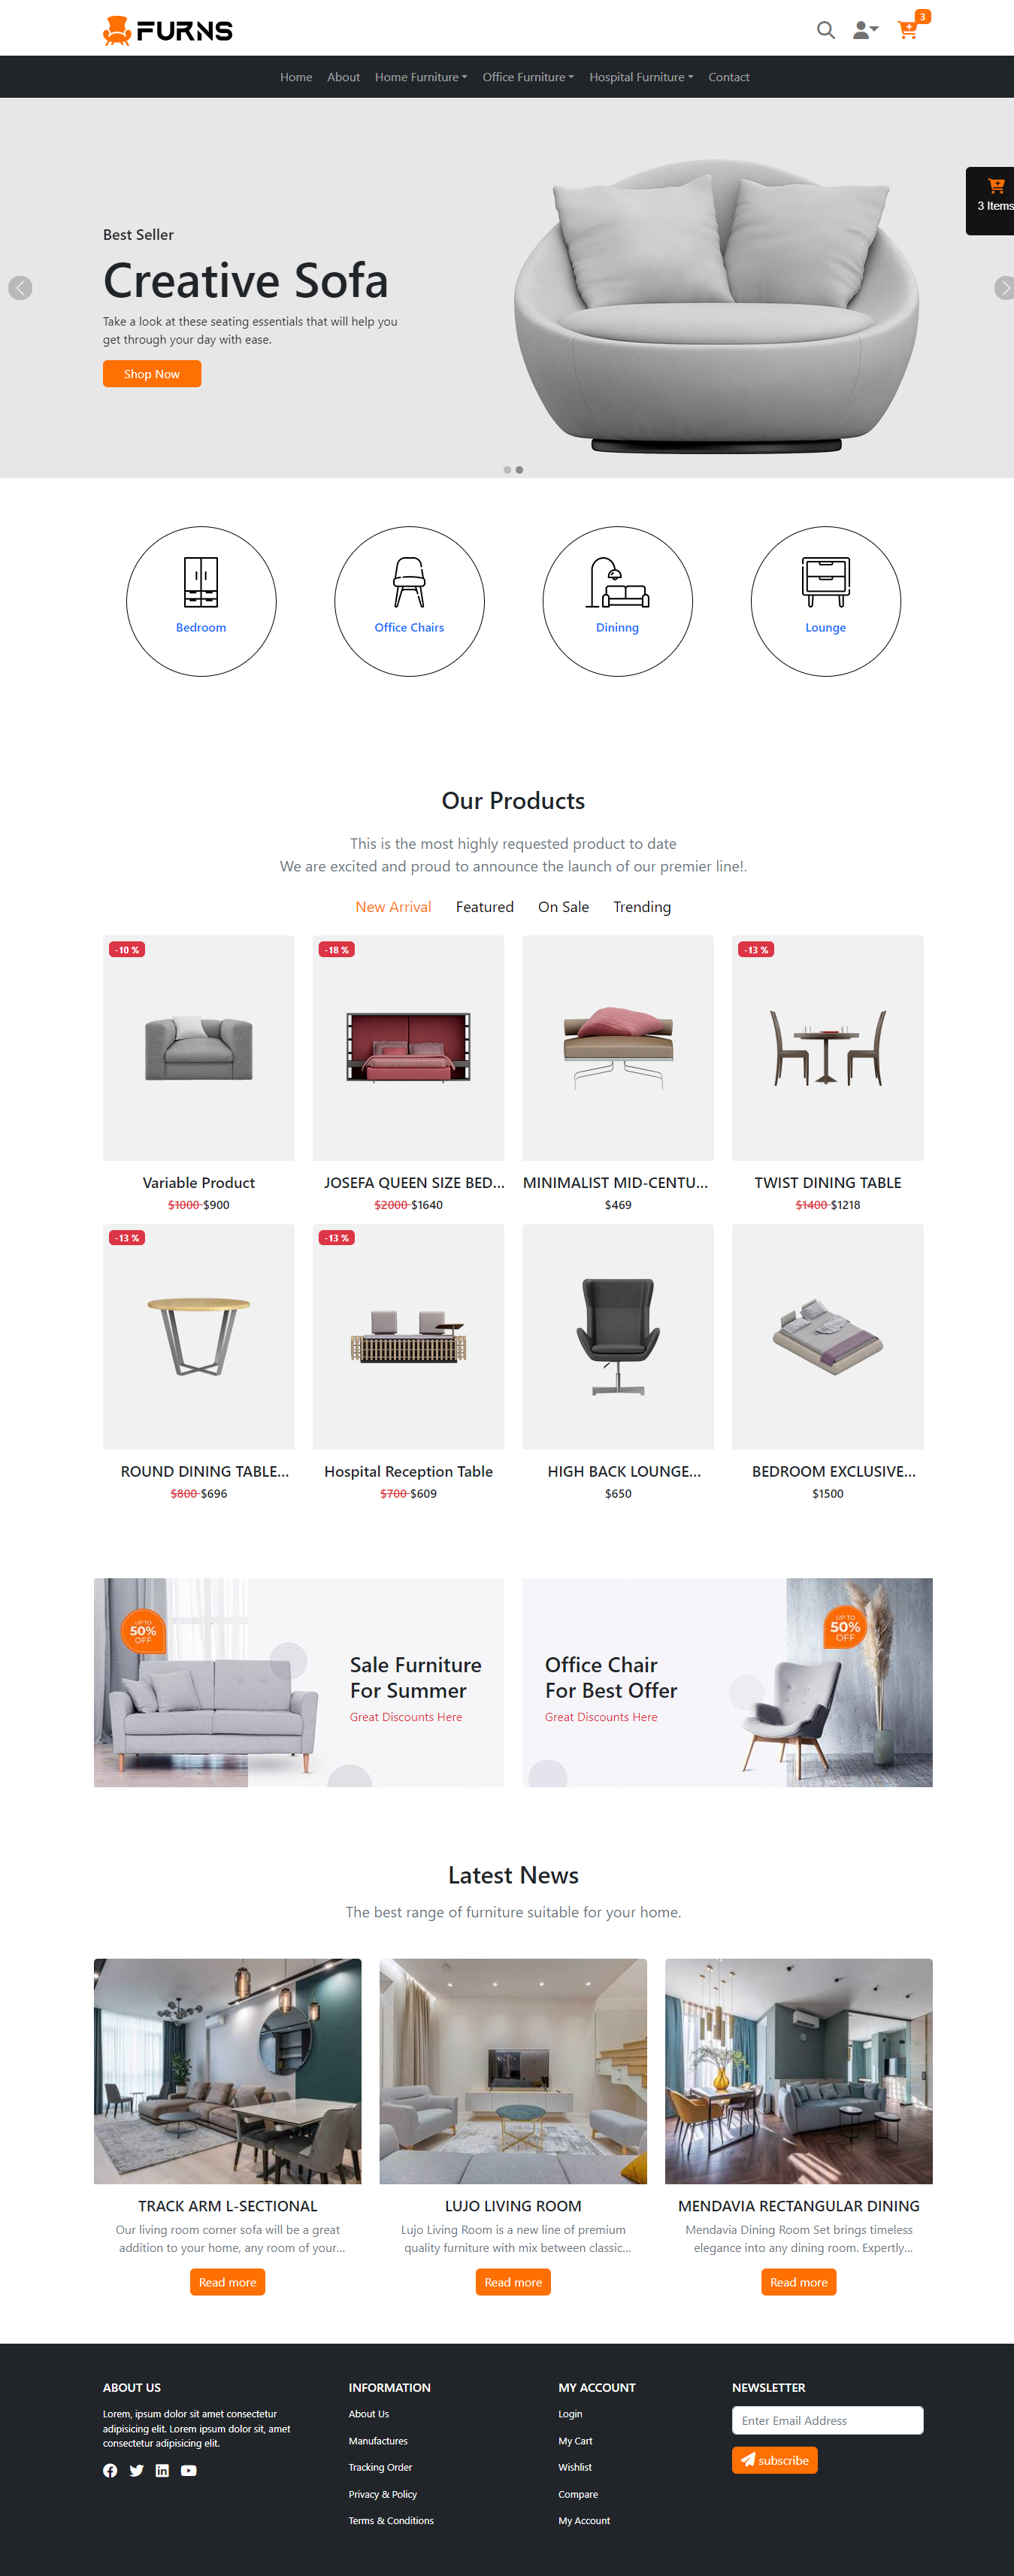 FURNS
3
Home About Home Furniture Office Furniture Hospital Furniture Contact
3 Items
Best Seller
Creative Sofa
Take a look at these seating essentials that will help you
get through your day with ease.
Shop Now
Bedroom Office Chairs Dininng Lounge
Our Products
This is the most highly requested product to date
We are excited and proud to announce the launch of our premier line!.
New Arrival Featured On Sale Trending
-10 % -18 % -13 %
Variable Product JOSEFA QUEEN SIZE BED... MINIMALIST MID-CENTU... TWIST DINING TABLE
$1000 $900 $2000 $1640 $469 $1400 $1218
-13 % -13 %
ROUND DINING TABLE... Hospital Reception Table HIGH BACK LOUNGE... BEDROOM EXCLUSIVE...
$800 $696 $700 $609 $650 $1500
UP TO
50%
OFF
Sale Furniture
For Summer
Great Discounts Here
Office Chair
For Best Offer
Great Discounts Here
UP TO
50%
OFF
Latest News
The best range of furniture suitable for your home.
TRACK ARM L-SECTIONAL
Our living room corner sofa will be a great
addition to your home, any room of your...
Read more
LUJO LIVING ROOM
Lujo Living Room is a new line of premium
quality furniture with mix between classic...
Read more
MENDAVIA RECTANGULAR DINING
Mendavia Dining Room Set brings timeless
elegance into any dining room. Expertly...
Read more
ABOUT US
Lorem, ipsum dolor sit amet consectetur
adipisicing elit. Lorem ipsum dolor sit, amet
consectetur adipisicing elit.
INFORMATION
About Us
Manufactures
Tracking Order
Privacy & Policy
Terms & Conditions
MY ACCOUNT
Login
My Cart
Wishlist
Compare
My Account
NEWSLETTER
Enter Email Address
subscribe